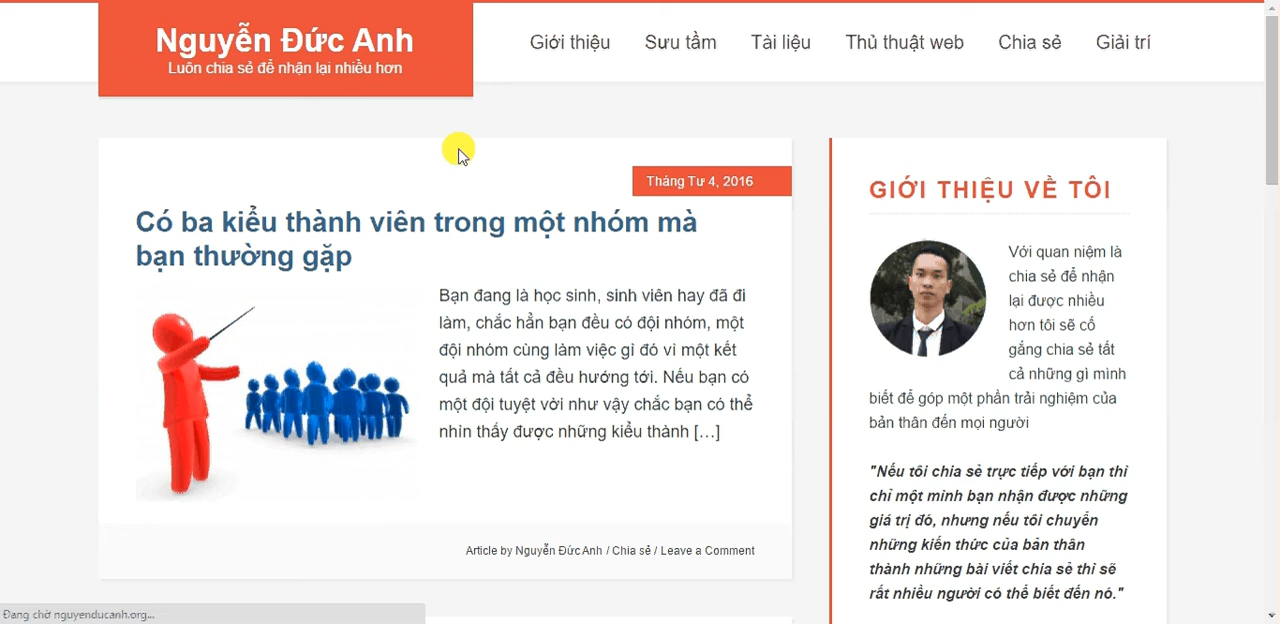 Nguyễn Đức Anh
Luôn chia sẻ để nhận lại nhiều hơn
Giới thiệu Sưu tầm Tài liệu Thủ thuật web Chia sẻ Giải trí
Tháng Tư 4, 2016
Có ba kiểu thành viên trong một nhóm mà
bạn thường gặp
Bạn đang là học sinh, sinh viên hay đã đi
làm, chắc hẳn bạn đều có đội nhóm, một
đội nhóm cùng làm việc gì đó vì một kết
quả mà tất cả đều hướng tới. Nếu bạn có
một đội tuyệt vời như vậy chắc bạn có thể
nhìn thấy được những kiểu thành […]
Article by Nguyễn Đức Anh / Chia sẻ / Leave a Comment
GIỚI THIỆU VỀ TÔI
Với quan niệm là
chia sẻ để nhận
lại được nhiều
hơn tôi sẽ cố
gắng chia sẻ tất
cả những gì mình
biết để góp một phần trải nghiệm của
bản thân đến mọi người
"Nếu tôi chia sẻ trực tiếp với bạn thì
chỉ một mình bạn nhận được những
giá trị đó, nhưng nếu tôi chuyển
những kiến thức của bản thân
thành những bài viết chia sẻ thì sẽ
rất nhiều người có thể biết đến nó."
Đang chờ nguyenducanh.org...